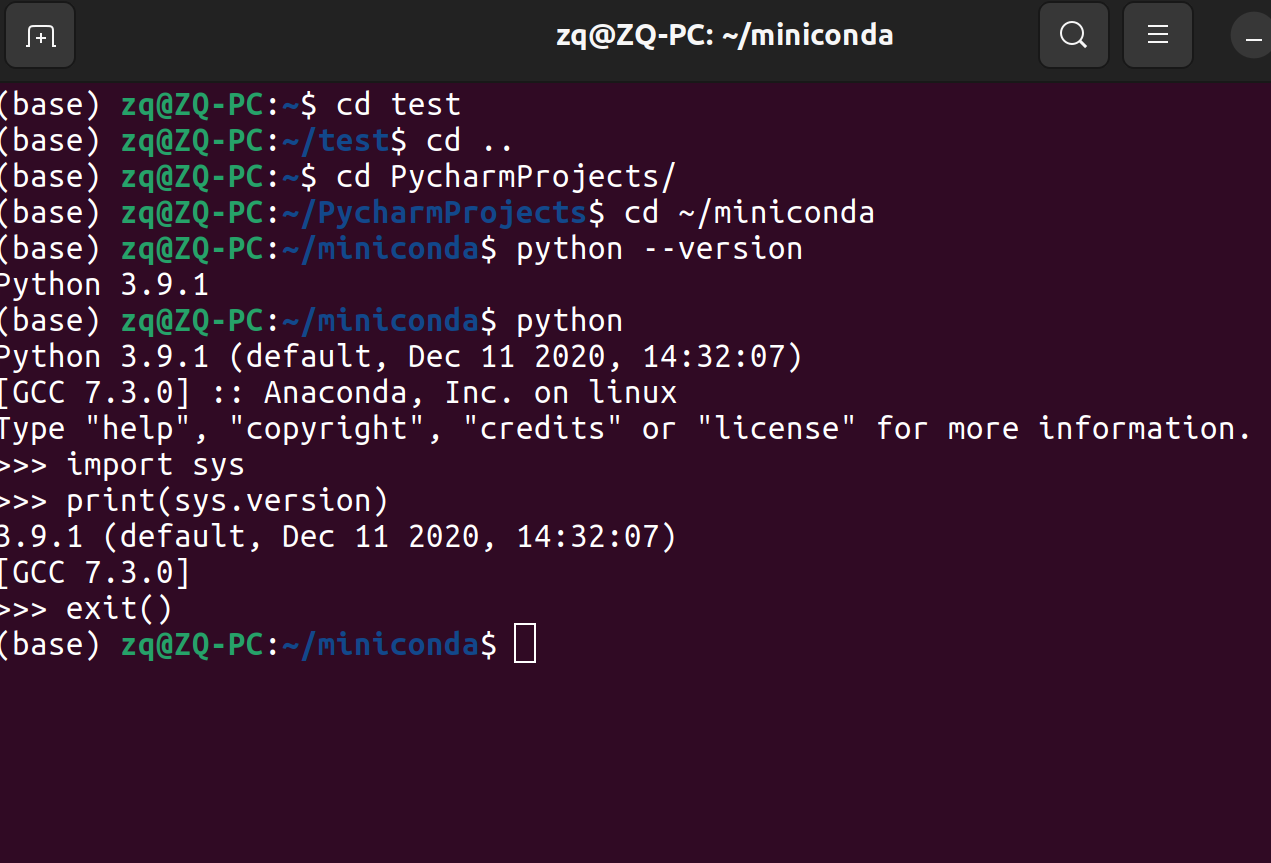 zq@ZQ-PC: ~/miniconda
(base) zq@ZQ-PC:~$ cd test
(base) zq@ZQ-PC:~/test$ cd ..
(base) zq@ZQ-PC:~$ cd PycharmProjects/
(base) zq@ZQ-PC:~/PycharmProjects$ cd ~/miniconda
(base) zq@ZQ-PC:~/miniconda$ python --version
Python 3.9.1
(base) zq@ZQ-PC:~/miniconda$ python
Python 3.9.1 (default, Dec 11 2020, 14:32:07)
[GCC 7.3.0] :: Anaconda, Inc. on linux
Type "help", "copyright", "credits" or "license" for more information.
>>> import sys
>>> print(sys.version)
3.9.1 (default, Dec 11 2020, 14:32:07)
[GCC 7.3.0]
>>> exit()
(base) zq@ZQ-PC:~/miniconda$